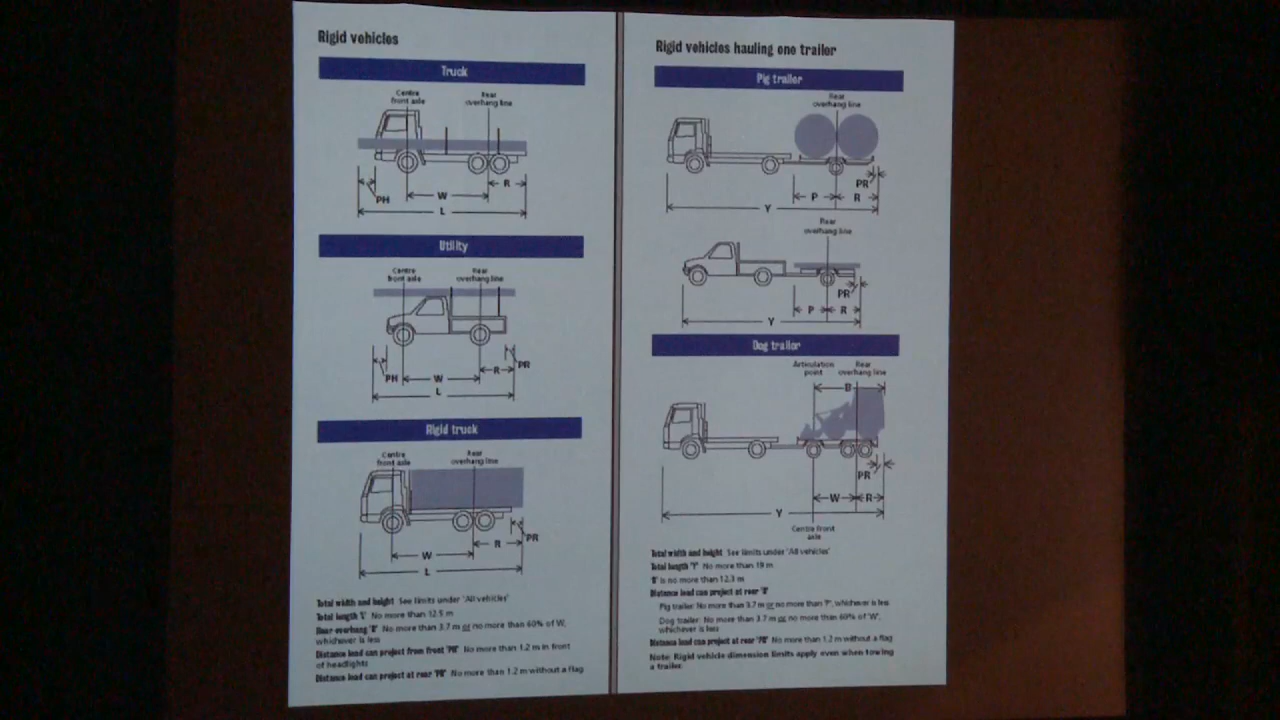 Rigid vehicles
Truck
Centre
front axle
Rear
overhang line
R
W
PH
L
Utility
Centre
front axle
Rear
overhang line
PR
R
PH
W
L
Rigid truck
Centre
front axle
Rear
overhang line
PR
R
W
L
Total width and height See limits under 'All vehicles'
Total length 'L' No more than 12.5 m
Rear overhang 'R' No more than 3.7 m or no more than 60% of W,
whichever is less
Distance load can project from front 'PH' No more than 1.2 m in front
of headlights
Distance load can project at rear 'PR' No more than 1.2 m without a flag
Rigid vehicles hauling one trailer
Pig trailer
Rear
overhang line
PR
P
R
Y
Rear
overhang line
PR
P
R
Y
Dog trailer
Articulation
point
Rear
overhang line
B
PR
W
R
Y
Centre front
axle
Total width and height See limits under 'All vehicles'
Total length 'Y' No more than 19 m
'B' is no more than 12.3 m
Distance load can project at rear 'R'
Pig trailer: No more than 3.7 m or no more than 'P', whichever is less
Dog trailer: No more than 3.7 m or no more than 60% of 'W',
whichever is less
Distance load can project at rear 'PR' No more than 1.2 m without a flag
Note: Rigid vehicle dimension limits apply even when towing
a trailer.